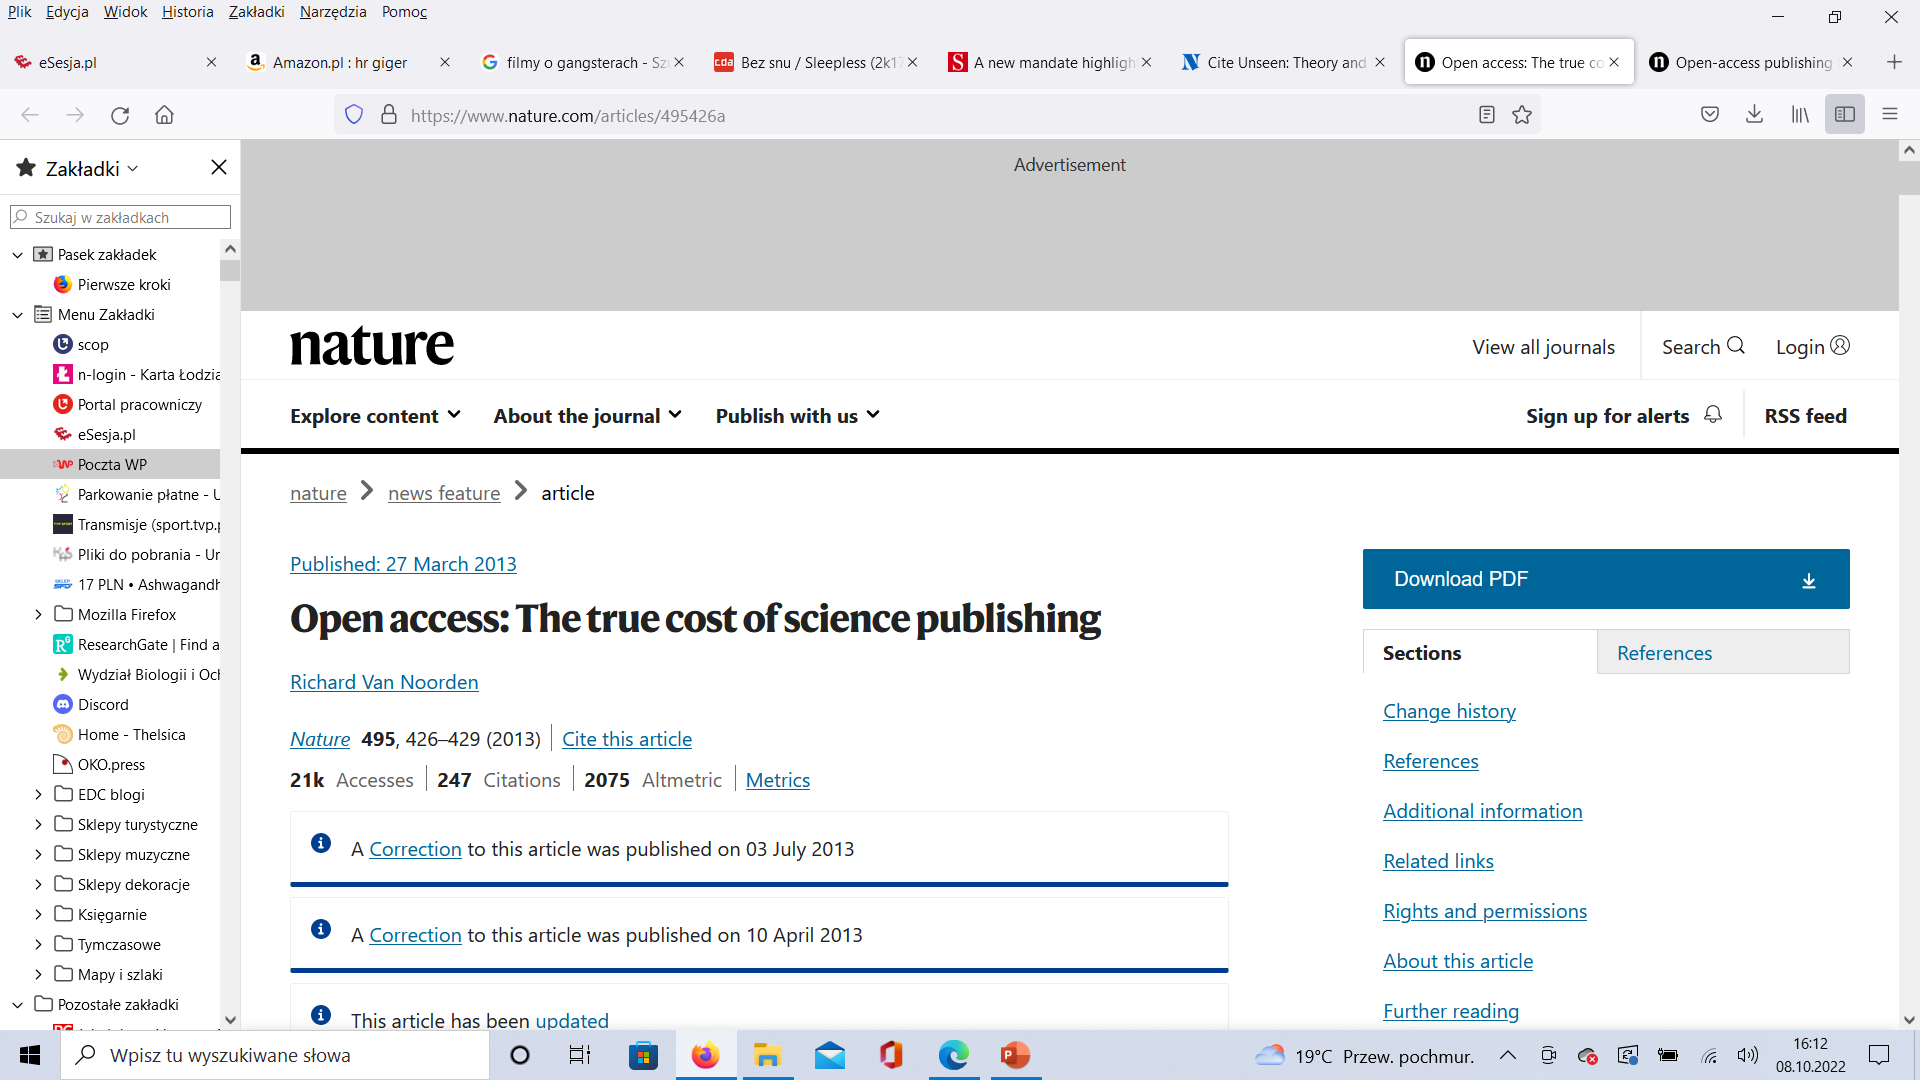 Plik Edycja Widok Historia Zakładki Narzędzia Pomoc
eSesja.pl
Amazon.pl : hr giger
filmy o gangsterach - Szu
Bez snu / Sleepless (2k17
A new mandate highligh
Cite Unseen: Theory and
Open access: The true co
Open-access publishing
https://www.nature.com/articles/495426a
Zakładki
Szukaj w zakładkach
Pasek zakładek
Pierwsze kroki
Menu Zakładki
scop
n-login - Karta Łodzia
Portal pracowniczy
eSesja.pl
Poczta WP
Parkowanie płatne - U
Transmisje (sport.tvp.p
Pliki do pobrania - Un
17 PLN • Ashwagandh
Mozilla Firefox
ResearchGate | Find a
Wydział Biologii i Och
Discord
Home - Thelsica
OKO.press
EDC blogi
Sklepy turystyczne
Sklepy muzyczne
Sklepy dekoracje
Księgarnie
Tymczasowe
Mapy i szlaki
Pozostałe zakładki
Advertisement
nature
View all journals
Search
Login
Explore content
About the journal
Publish with us
Sign up for alerts
RSS feed
nature > news feature > article
Published: 27 March 2013
Open access: The true cost of science publishing
Richard Van Noorden
Nature 495, 426–429 (2013) | Cite this article
21k Accesses | 247 Citations | 2075 Altmetric | Metrics
A Correction to this article was published on 03 July 2013
A Correction to this article was published on 10 April 2013
This article has been updated
Download PDF
Sections
References
Change history
References
Additional information
Related links
Rights and permissions
About this article
Further reading
Wpisz tu wyszukiwane słowa
19°C Przew. pochmur.
16:12
08.10.2022